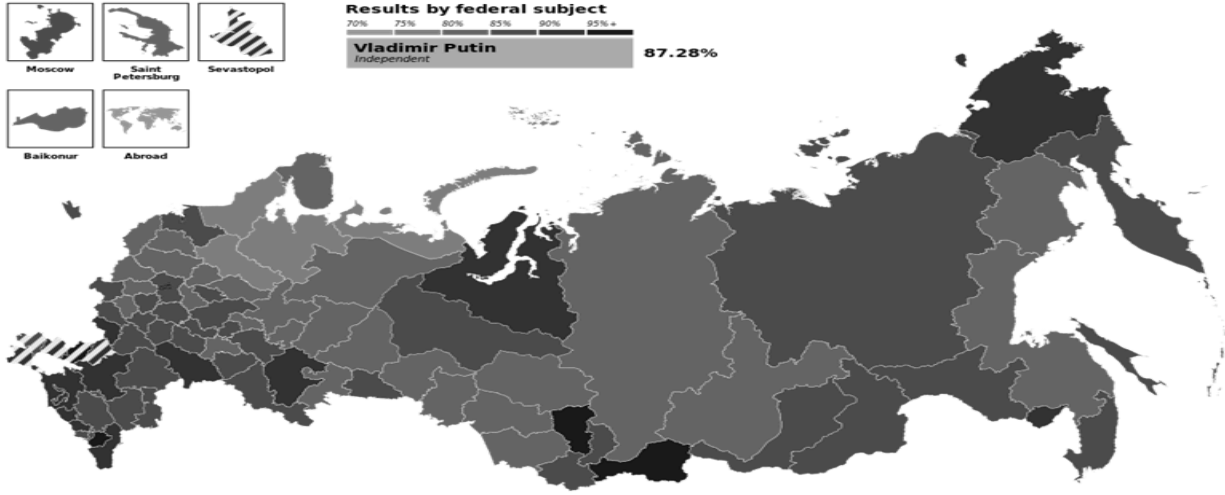 Results by federal subject
70% 75% 80% 85% 90% 95%+
Vladimir Putin
Independent
87.28%
Moscow
Saint
Petersburg
Sevastopol
Baikonur
Abroad